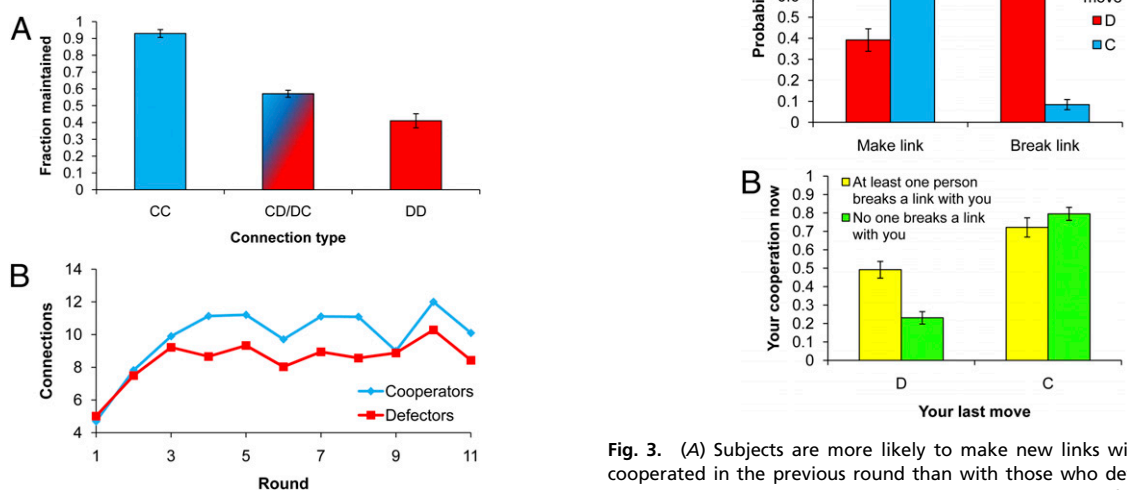 A
Fraction maintained
1
0.9
0.8
0.7
0.6
0.5
0.4
0.3
0.2
0.1
0
CC
CD/DC
DD
Connection type
B
Connections
14
12
10
8
6
4
Cooperators
Defectors
1
3
5
7
9
11
Round
0.5
0.4
0.3
0.2
0.1
0
D
C
Make link
Break link
B
Your cooperation now
1
0.9
0.8
0.7
0.6
0.5
0.4
0.3
0.2
0.1
0
At least one person
breaks a link with you
No one breaks a link
with you
D
C
Your last move
Fig. 3. (A) Subjects are more likely to make new links wi
cooperated in the previous round than with those who de